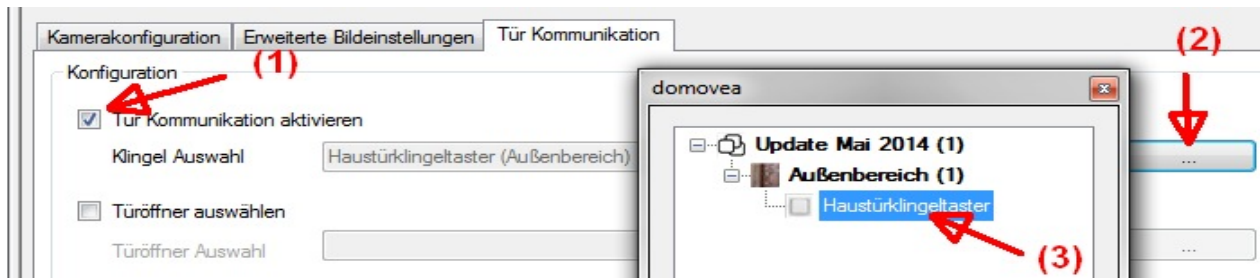 Kamerakonfiguration Erweiterte Bildeinstellungen Tür Kommunikation
(2)
Konfiguration (1)
domovea
Tür Kommunikation aktivieren
Klingel Auswahl Haustürklingeltaster (Außenbereich) ...
Update Mai 2014 (1)
Außenbereich (1)
Haustürklingeltaster
Türöffner auswählen
Türöffner Auswahl ...
(3)